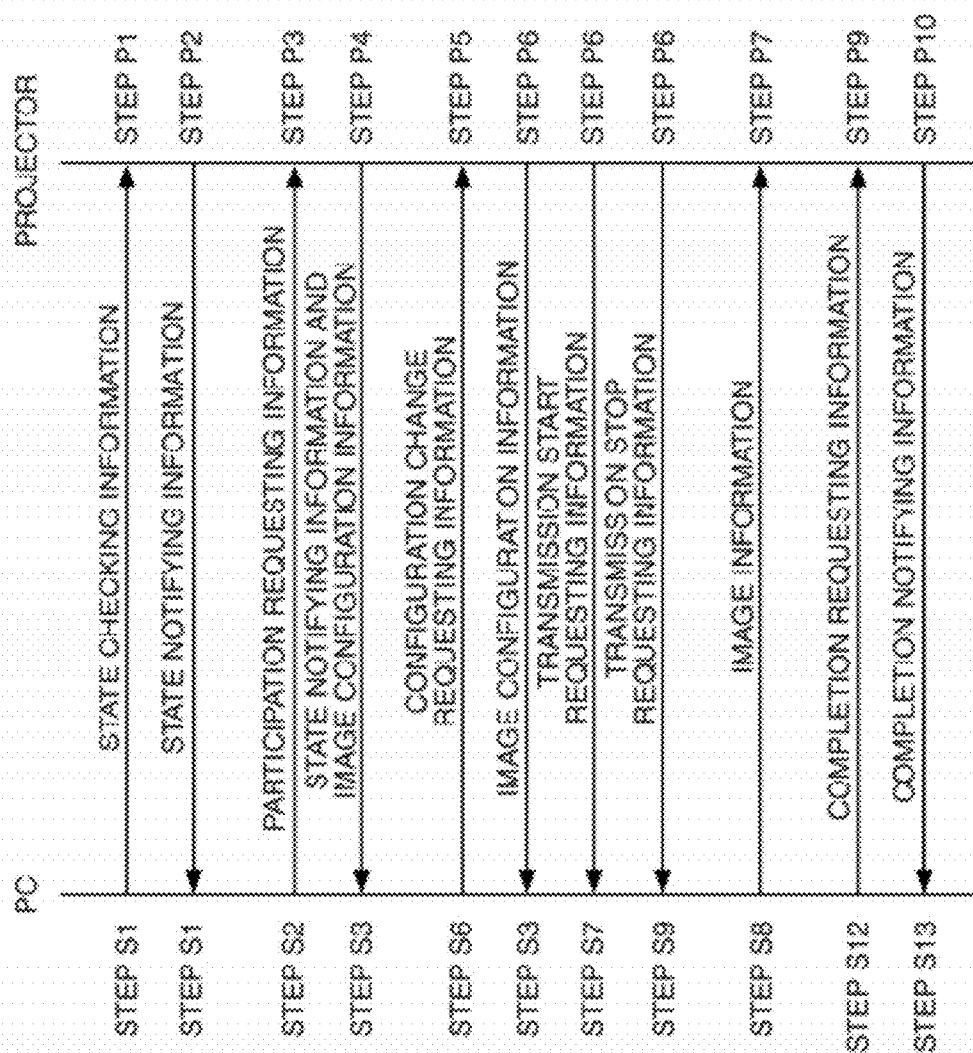 PC
PROJECTOR
STEP S1
STATE CHECKING INFORMATION
STEP P1
STEP S1
STATE NOTIFYING INFORMATION
STEP P2
STEP S2
PARTICIPATION REQUESTING INFORMATION
STEP P3
STEP S3
STATE NOTIFYING INFORMATION AND
IMAGE CONFIGURATION INFORMATION
STEP P4
STEP S6
CONFIGURATION CHANGE
REQUESTING INFORMATION
STEP P5
STEP S3
IMAGE CONFIGURATION INFORMATION
STEP P6
STEP S7
TRANSMISSION START
REQUESTING INFORMATION
STEP P6
STEP S9
TRANSMISSION STOP
REQUESTING INFORMATION
STEP P6
STEP S8
IMAGE INFORMATION
STEP P7
STEP S12
COMPLETION REQUESTING INFORMATION
STEP P9
STEP S13
COMPLETION NOTIFYING INFORMATION
STEP P10